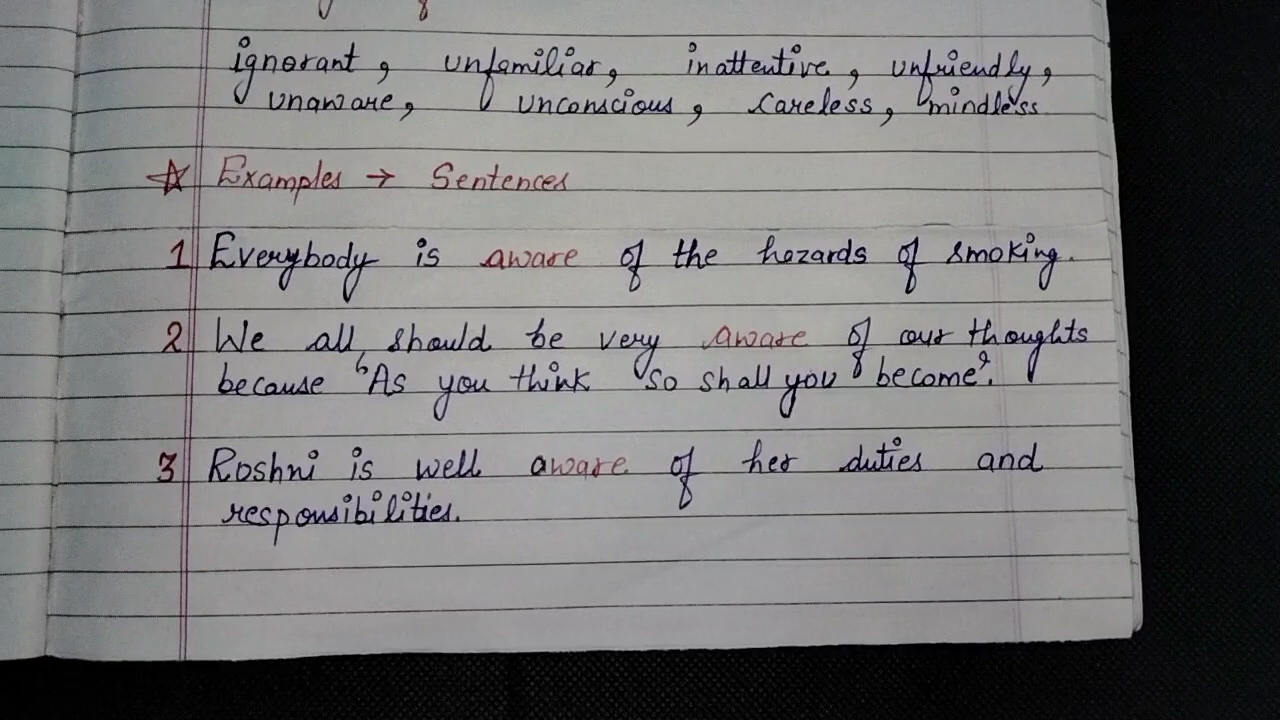 ignorant, unfamiliar, inattentive, unfriendly,
unaware, unconscious, careless, mindless
☆ Examples → Sentences
1 Everybody is aware of the hazards of smoking.
2 We all should be very aware of our thoughts
because 'As you think so shall you become'.
3 Roshni is well aware of her duties and
responsibilities.